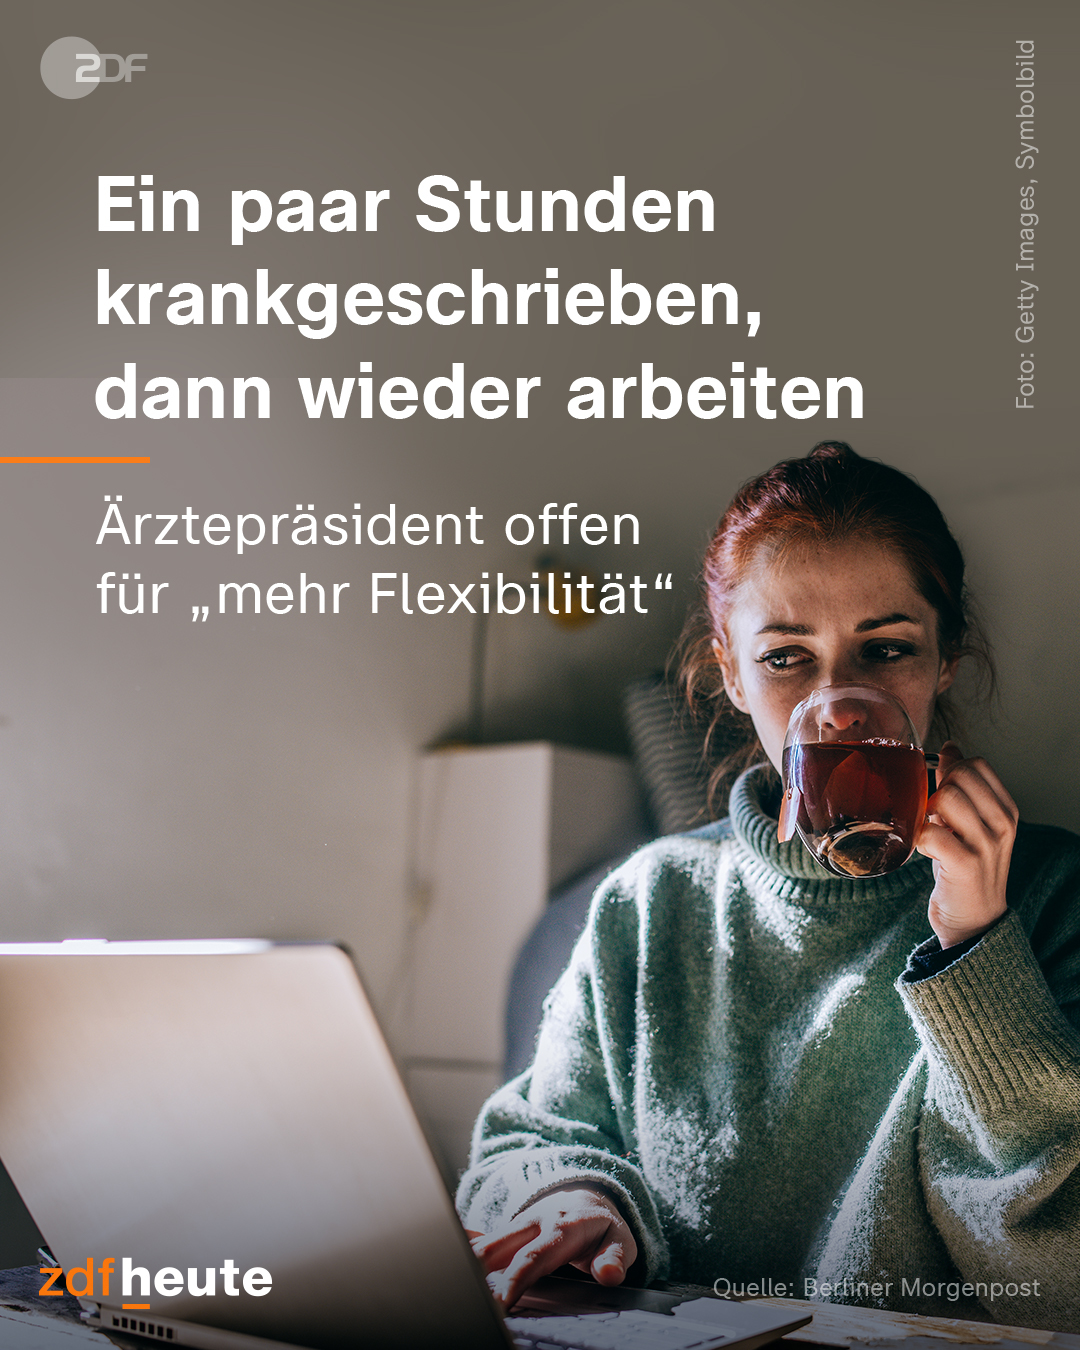 ZDF
Foto: Getty Images, Symbolbild
Ein paar Stunden
krankgeschrieben,
dann wieder arbeiten
Ärztepräsident offen
für „mehr Flexibilität“
zdfheute
Quelle: Berliner Morgenpost